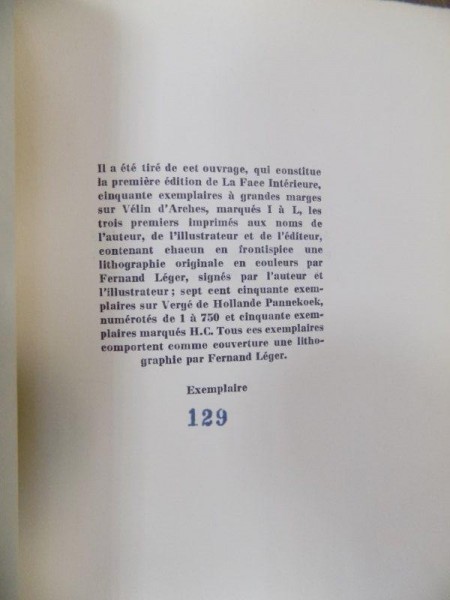 Il a été tiré de cet ouvrage, qui constitue
la première édition de La Face Intérieure,
cinquante exemplaires à grandes marges
sur Vélin d'Arches, marqués I à L, les
trois premiers imprimés aux noms de
l'auteur, de l'illustrateur et de l'éditeur,
contenant chacun en frontispice une
lithographie originale en couleurs par
Fernand Léger, signés par l'auteur et
l'illustrateur ; sept cent cinquante exem-
plaires sur Vergé de Hollande Pannekoek,
numérotés de 1 à 750 et cinquante exem-
plaires marqués H.C. Tous ces exemplaires
comportent comme couverture une litho-
graphie par Fernand Léger.
Exemplaire
129